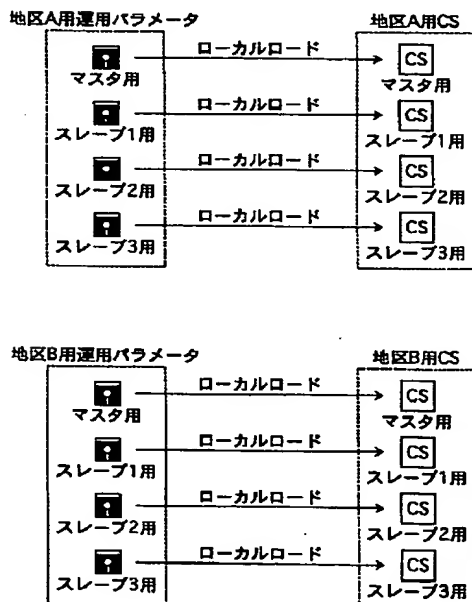 地区A用運用パラメータ
地区A用CS
ローカルロード
CS
マスタ用
マスタ用
ローカルロード
CS
スレーブ1用
スレーブ1用
ローカルロード
CS
スレーブ2用
スレーブ2用
ローカルロード
CS
スレーブ3用
スレーブ3用
地区B用運用パラメータ
地区B用CS
ローカルロード
CS
マスタ用
マスタ用
ローカルロード
CS
スレーブ1用
スレーブ1用
ローカルロード
CS
スレーブ2用
スレーブ2用
ローカルロード
CS
スレーブ3用
スレーブ3用